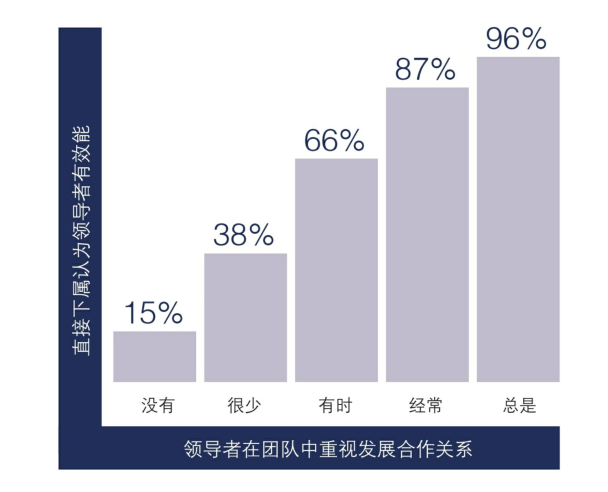 96%
87%
66%
38%
15%
直接下属认为领导者有效能
没有 很少 有时 经常 总是
领导者在团队中重视发展合作关系